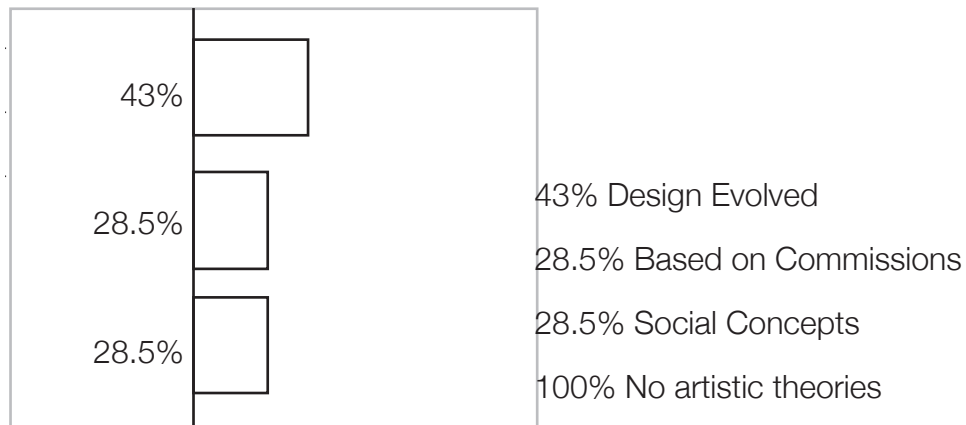 43%
28.5%
28.5%
43% Design Evolved
28.5% Based on Commissions
28.5% Social Concepts
100% No artistic theories